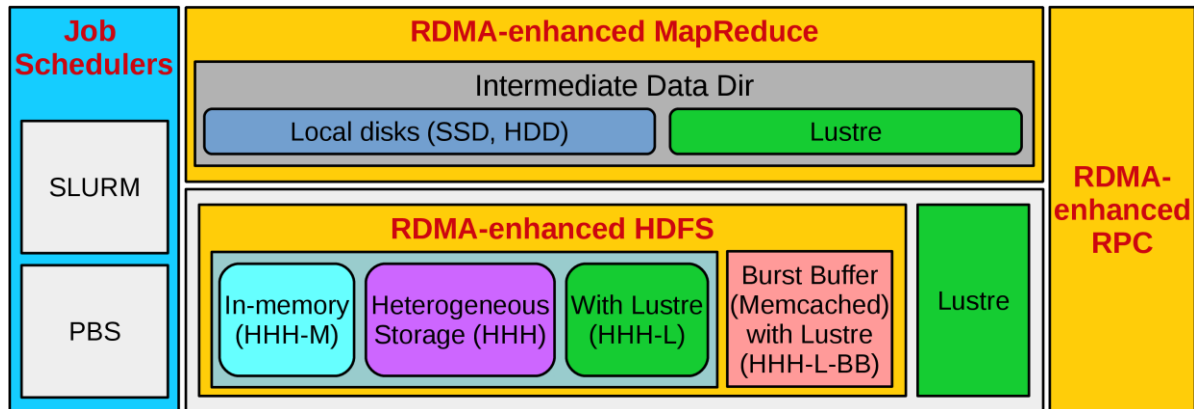 Job
Schedulers
SLURM
PBS
RDMA-enhanced MapReduce
Intermediate Data Dir
Local disks (SSD, HDD)
Lustre
RDMA-enhanced HDFS
In-memory
(HHH-M)
Heterogeneous
Storage (HHH)
With Lustre
(HHH-L)
Burst Buffer
(Memcached)
with Lustre
(HHH-L-BB)
Lustre
RDMA-
enhanced
RPC